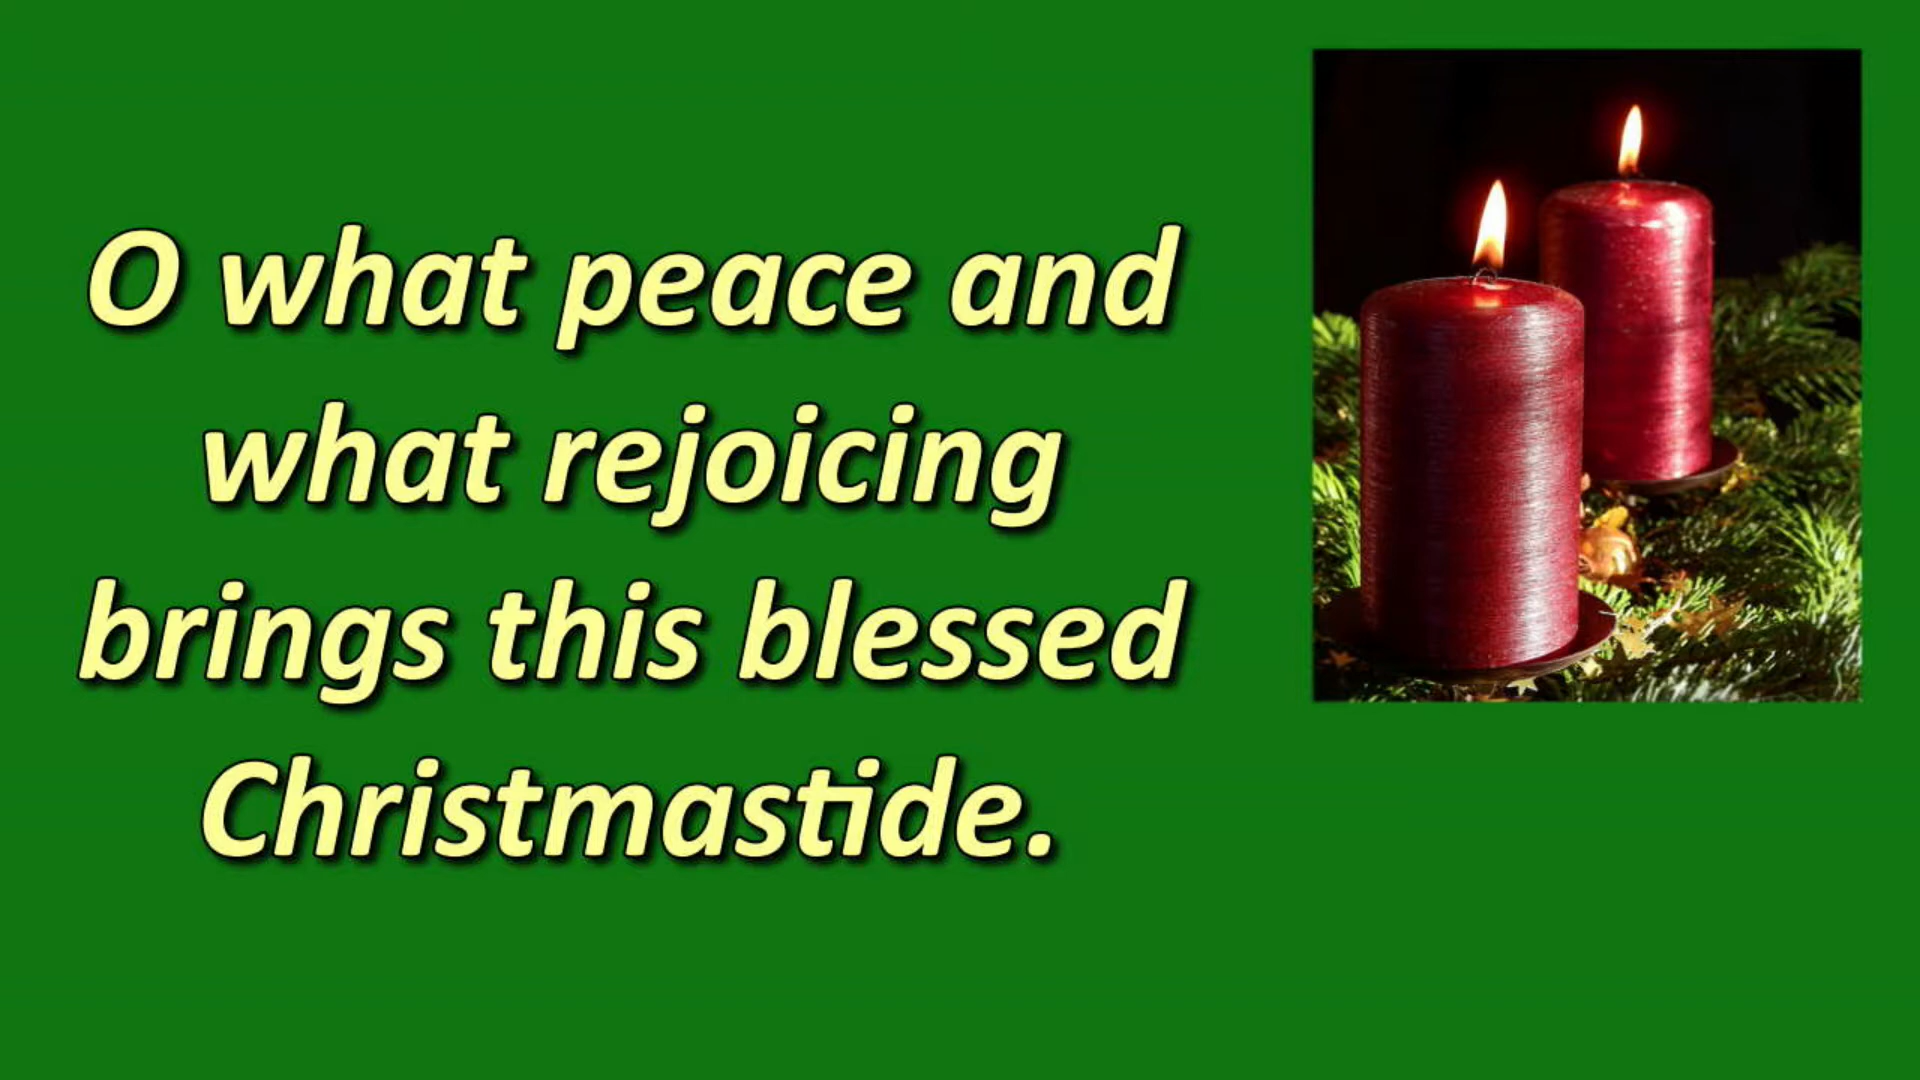 O what peace and
what rejoicing
brings this blessed
Christmastide.